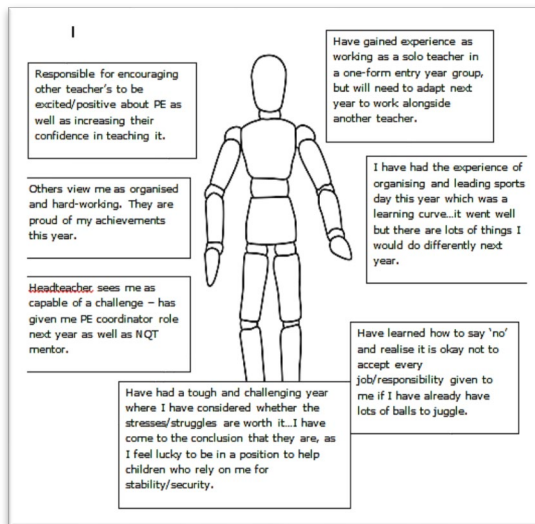 I
Responsible for encouraging
other teacher's to be
excited/positive about PE as
well as increasing their
confidence in teaching it.
Have gained experience as
working as a solo teacher in
a one-form entry year group,
but will need to adapt next
year to work alongside
another teacher.
Others view me as organised
and hard-working. They are
proud of my achievements
this year.
I have had the experience of
organising and leading sports
day this year which was a
learning curve...it went well
but there are lots of things I
would do differently next
year.
Headteacher sees me as
capable of a challenge – has
given me PE coordinator role
next year as well as NQT
mentor.
Have learned how to say 'no'
and realise it is okay not to
accept every
job/responsibility given to
me if I have already have
lots of balls to juggle.
Have had a tough and challenging year
where I have considered whether the
stresses/struggles are worth it...I have
come to the conclusion that they are, as
I feel lucky to be in a position to help
children who rely on me for
stability/security.